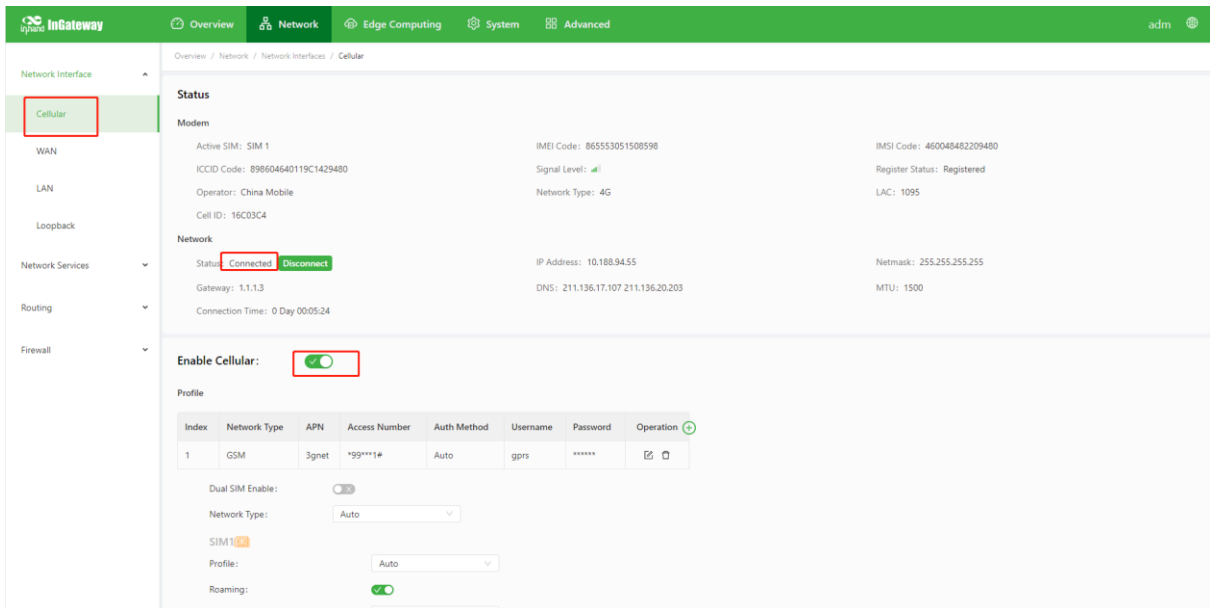 inhand InGateway
Overview Network Edge Computing System Advanced adm
Overview / Network / Network Interfaces / Cellular
Network Interface
Cellular
WAN
LAN
Loopback
Network Services
Routing
Firewall
Status
Modem
Active SIM: SIM 1 IMEI Code: 865553051508598 IMSI Code: 460048482209480
ICCID Code: 898604640119C1429480 Signal Level: Register Status: Registered
Operator: China Mobile Network Type: 4G LAC: 1095
Cell ID: 16C03C4
Network
Status: Connected Disconnect IP Address: 10.188.94.55 Netmask: 255.255.255.255
Gateway: 1.1.1.3 DNS: 211.136.17.107 211.136.20.203 MTU: 1500
Connection Time: 0 Day 00:05:24
Enable Cellular:
Profile
Index Network Type APN Access Number Auth Method Username Password Operation
1 GSM 3gnet *99***1# Auto gprs ******
Dual SIM Enable:
Network Type: Auto
SIM1
Profile: Auto
Roaming: